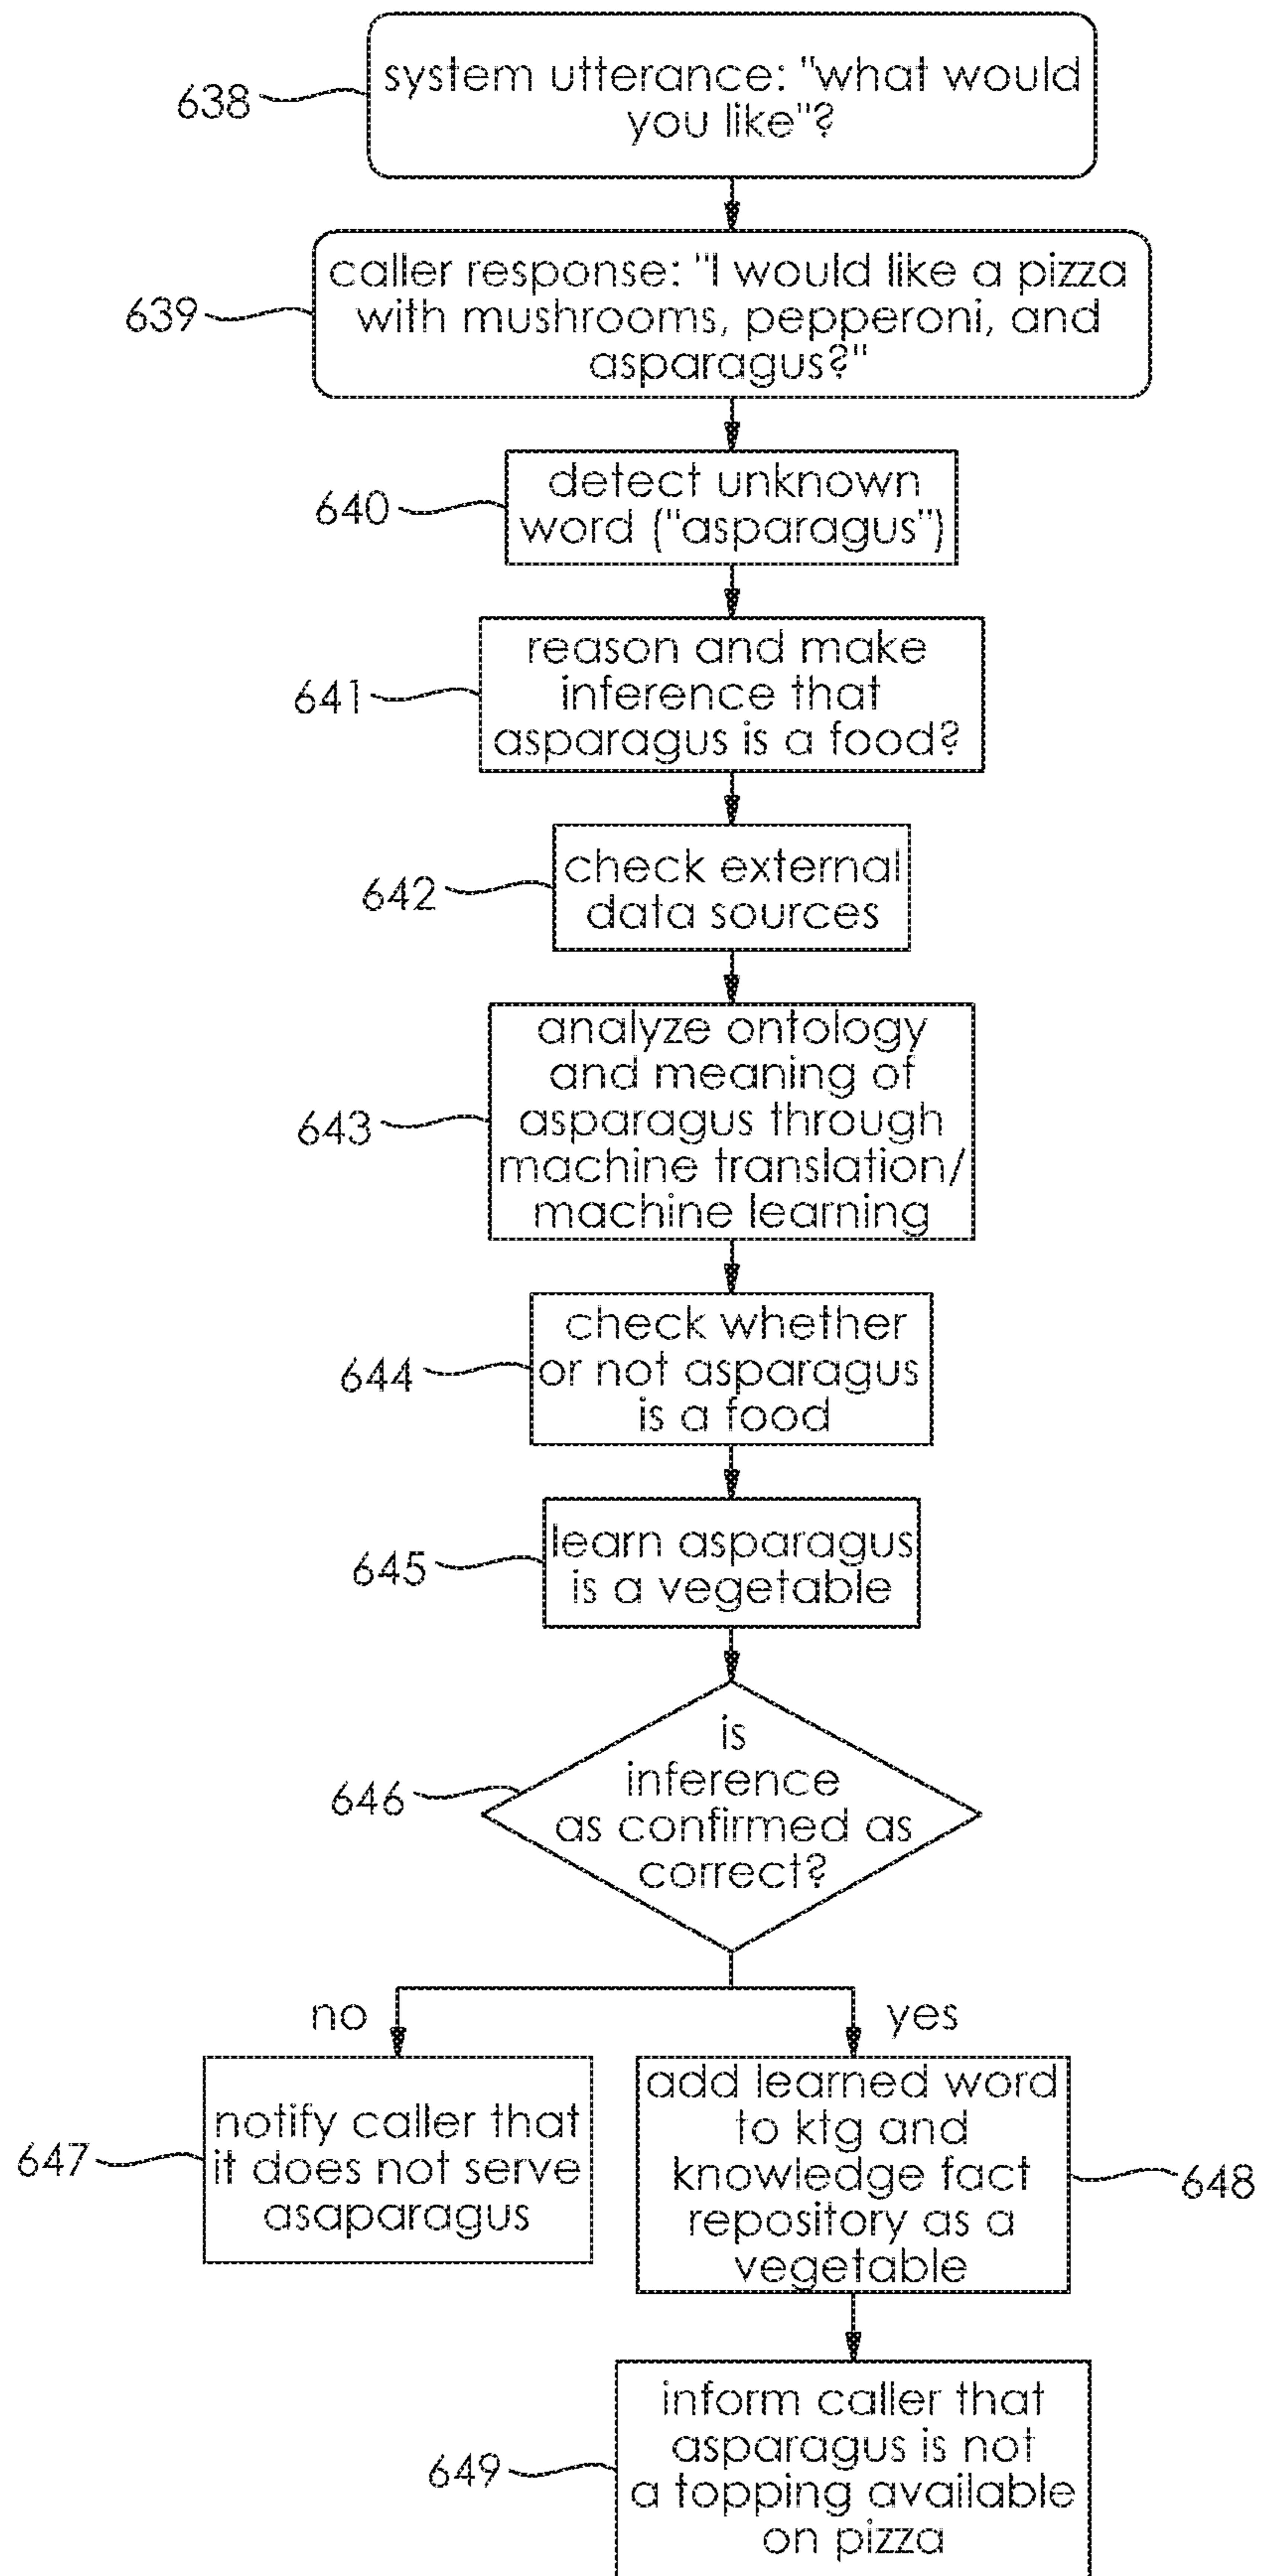 638
system utterance: "what would
you like"?
639
caller response: "I would like a pizza
with mushrooms, pepperoni, and
asparagus?"
640
detect unknown
word ("asparagus")
641
reason and make
inference that
asparagus is a food?
642
check external
data sources
643
analyze ontology
and meaning of
asparagus through
machine translation/
machine learning
644
check whether
or not asparagus
is a food
645
learn asparagus
is a vegetable
646
is
inference
as confirmed as
correct?
no
yes
647
notify caller that
it does not serve
asaparagus
add learned word
to ktg and
knowledge fact
repository as a
vegetable
648
649
inform caller that
asparagus is not
a topping available
on pizza